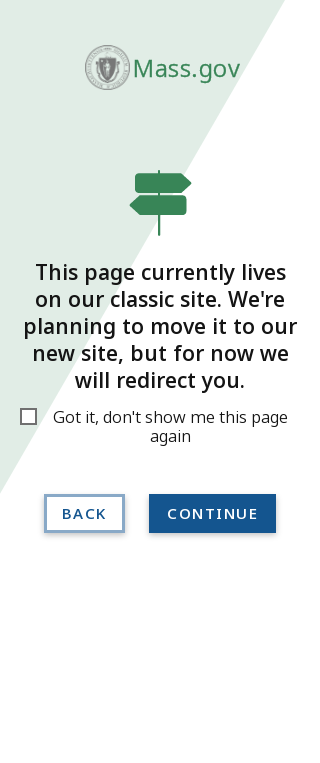 Mass.gov
This page currently lives
on our classic site. We're
planning to move it to our
new site, but for now we
will redirect you.
Got it, don't show me this page
again
BACK
CONTINUE